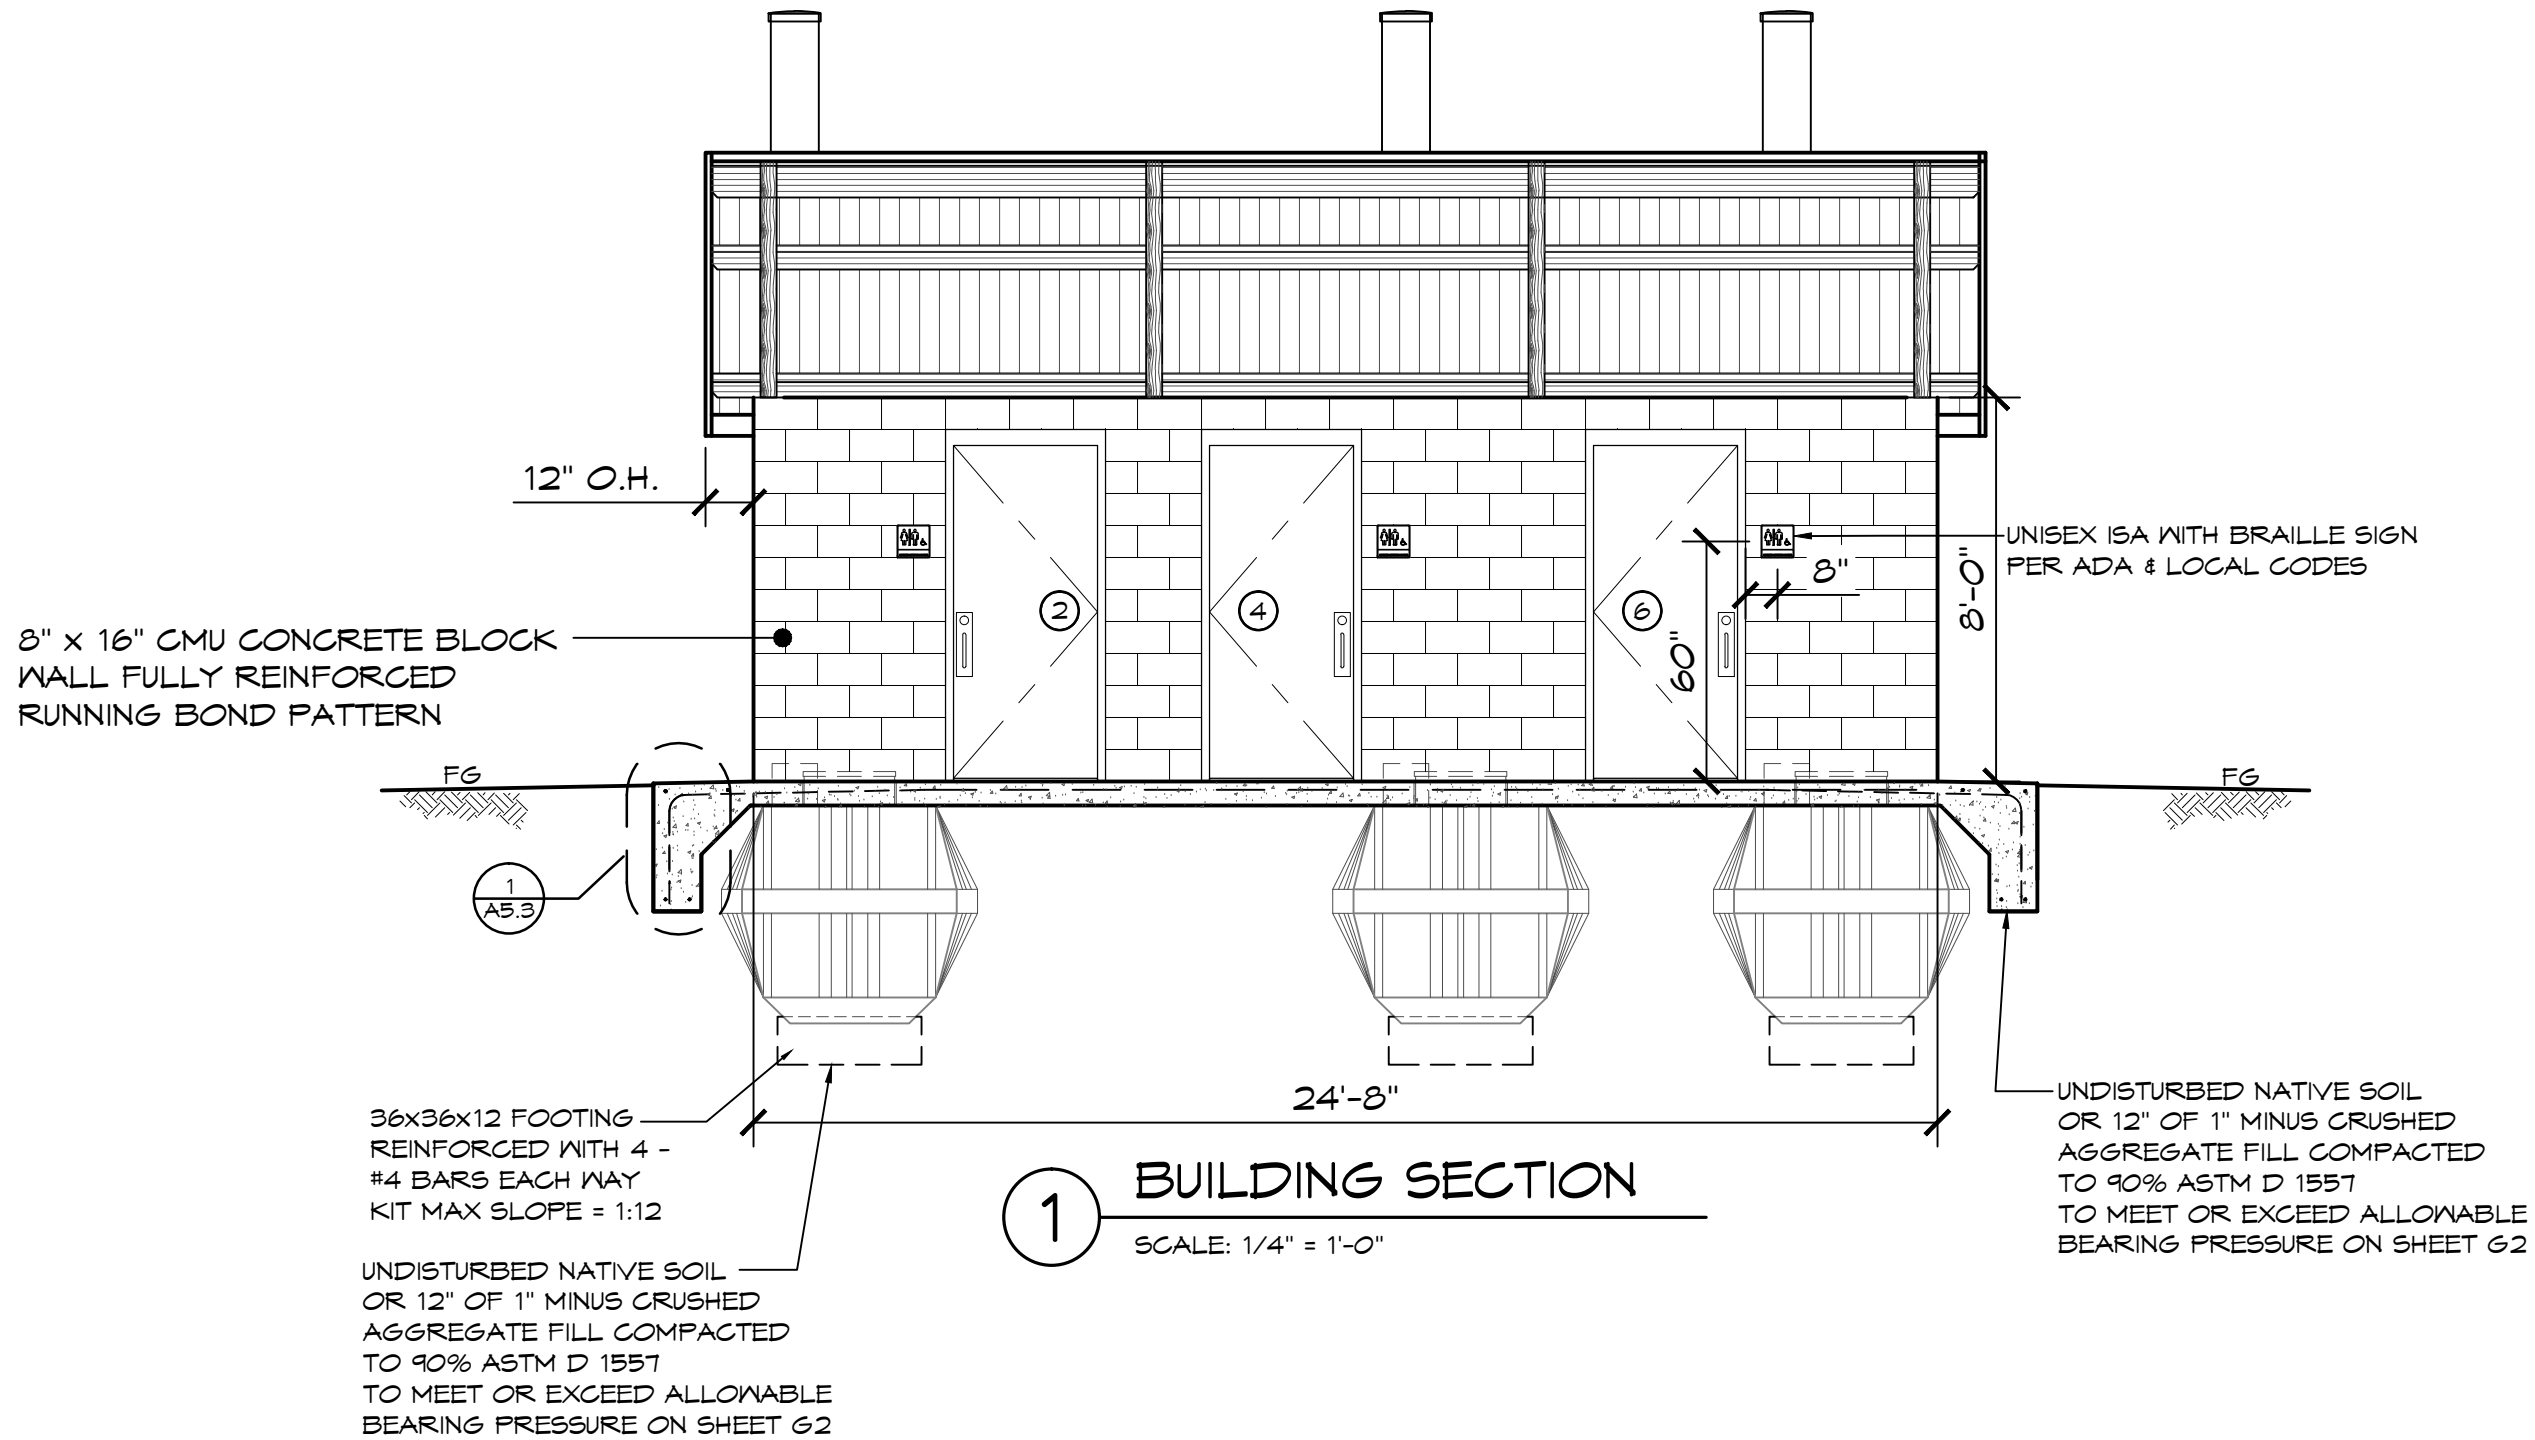 12" O.H.
UNISEX ISA WITH BRAILLE SIGN
PER ADA & LOCAL CODES
8"
8'-0"
2
4
6
60"
8" X 16" CMU CONCRETE BLOCK
WALL FULLY REINFORCED
RUNNING BOND PATTERN
FG
FG
1
A5.3
24'-8"
36x36x12 FOOTING
REINFORCED WITH 4 -
#4 BARS EACH WAY
KIT MAX SLOPE = 1:12
UNDISTURBED NATIVE SOIL
OR 12" OF 1" MINUS CRUSHED
AGGREGATE FILL COMPACTED
TO 90% ASTM D 1557
TO MEET OR EXCEED ALLOWABLE
BEARING PRESSURE ON SHEET G2
1
BUILDING SECTION
SCALE: 1/4" = 1'-0"
UNDISTURBED NATIVE SOIL
OR 12" OF 1" MINUS CRUSHED
AGGREGATE FILL COMPACTED
TO 90% ASTM D 1557
TO MEET OR EXCEED ALLOWABLE
BEARING PRESSURE ON SHEET G2